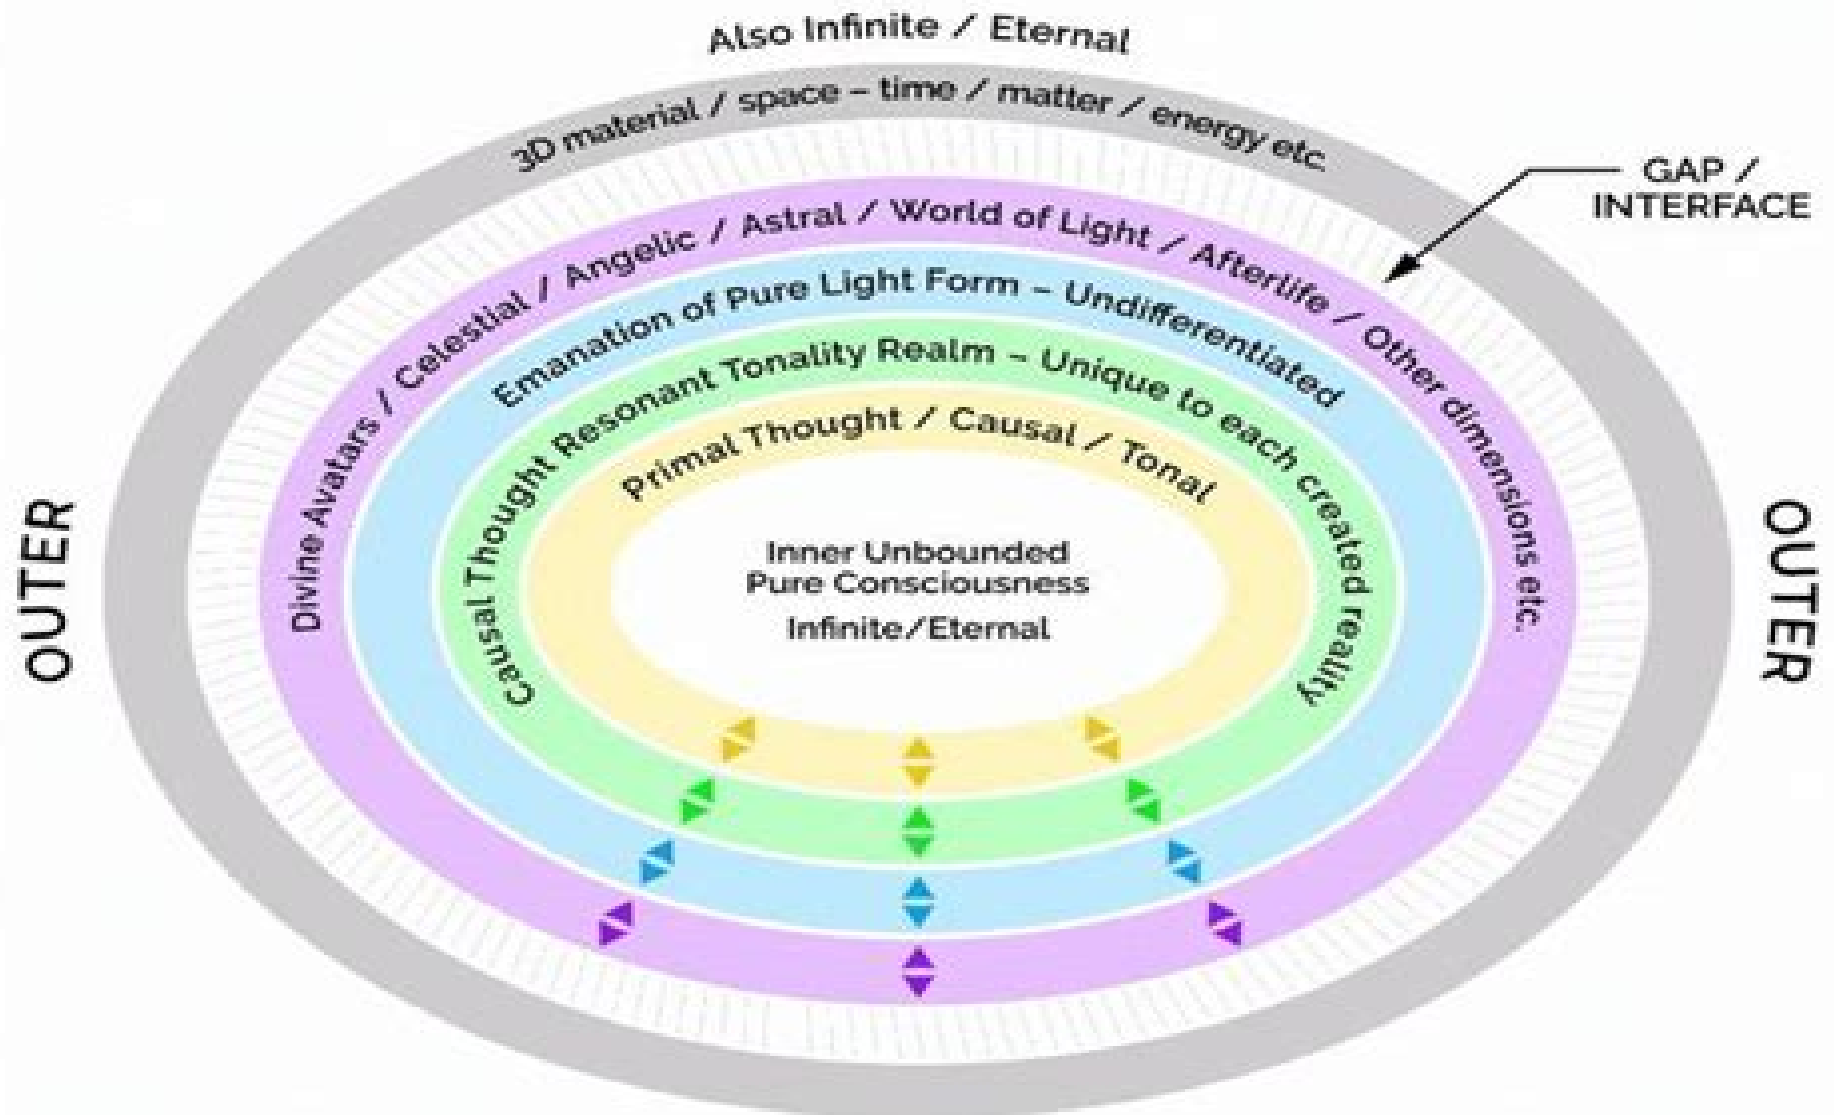 Also Infinite / Eternal
3D material / space – time / matter / energy etc.
GAP /
INTERFACE
Divine Avatars / Celestial / Angelic / Astral / World of Light / Afterlife / Other dimensions etc.
Emanation of Pure Light Form – Undifferentiated
Causal Thought Resonant Tonality Realm – Unique to each created reality
Primal Thought / Causal / Tonal
Inner Unbounded
Pure Consciousness
Infinite/Eternal
OUTER
OUTER